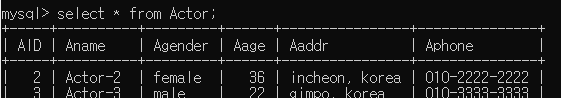 mysql> select * from Actor;
+-----+---------+---------+------+----------------+---------------+
| AID | Aname | Agender | Aage | Aaddr | Aphone |
+-----+---------+---------+------+----------------+---------------+
| 2 | Actor-2 | female | 36 | incheon, korea | 010-2222-2222 |
| 3 | Actor-3 | male | 22 | gimpo, korea | 010-3333-3333 |